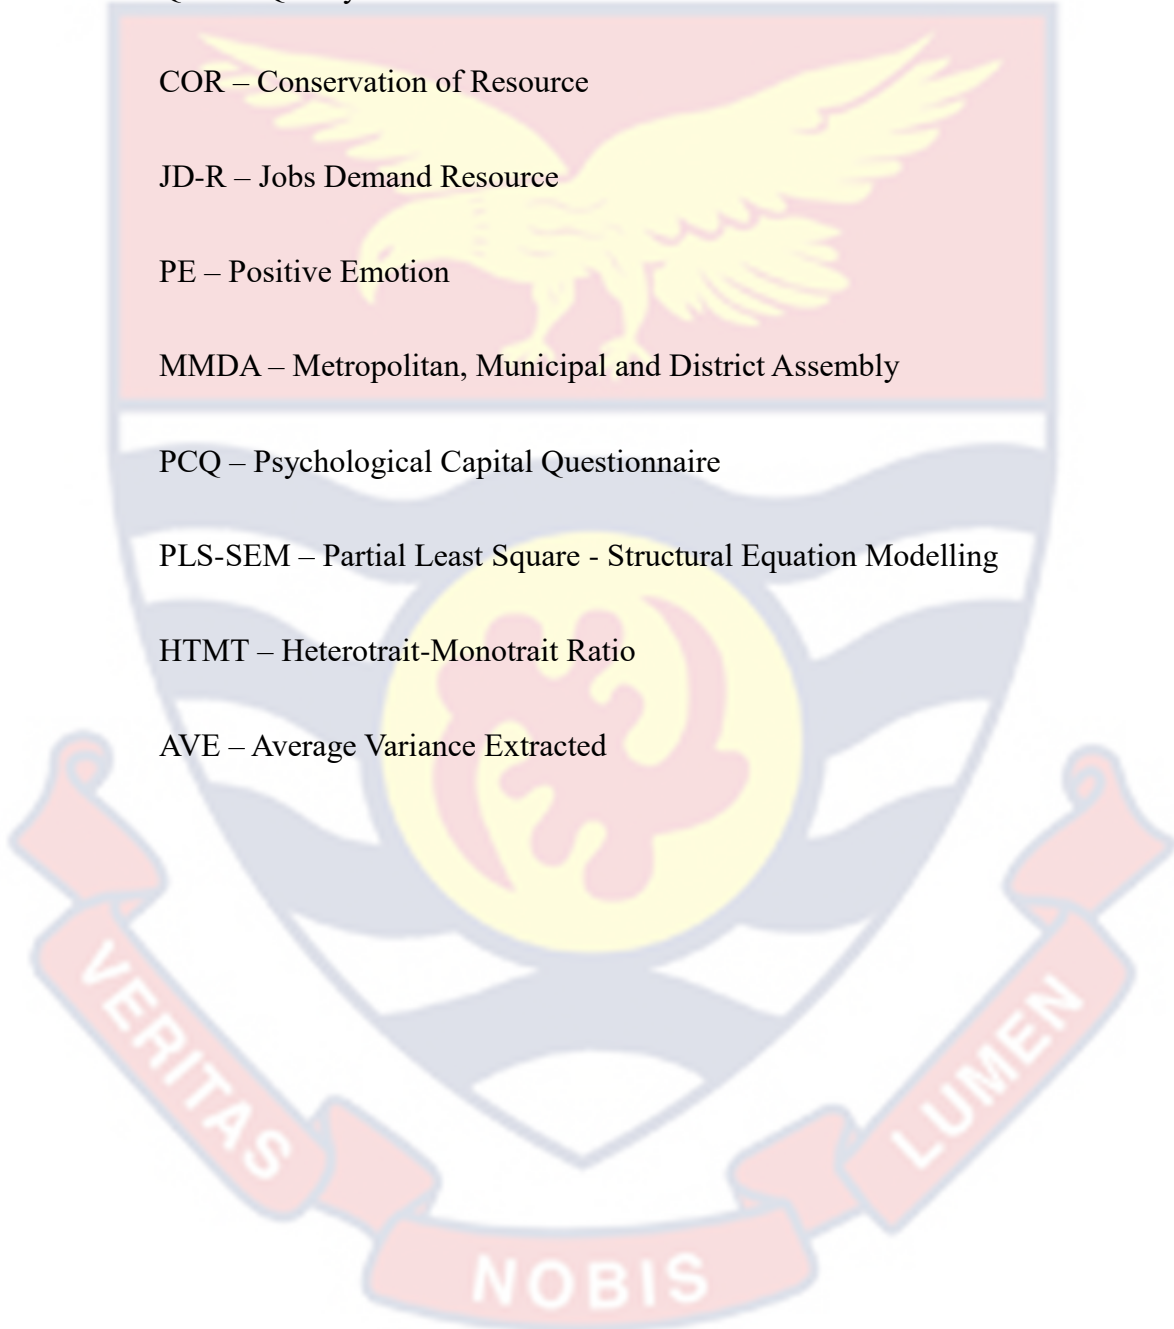 COR – Conservation of Resource
JD-R – Jobs Demand Resource
PE – Positive Emotion
MMDA – Metropolitan, Municipal and District Assembly
PCQ – Psychological Capital Questionnaire
PLS-SEM – Partial Least Square - Structural Equation Modelling
HTMT – Heterotrait-Monotrait Ratio
AVE – Average Variance Extracted
VERITAS
NOBIS
LUMEN